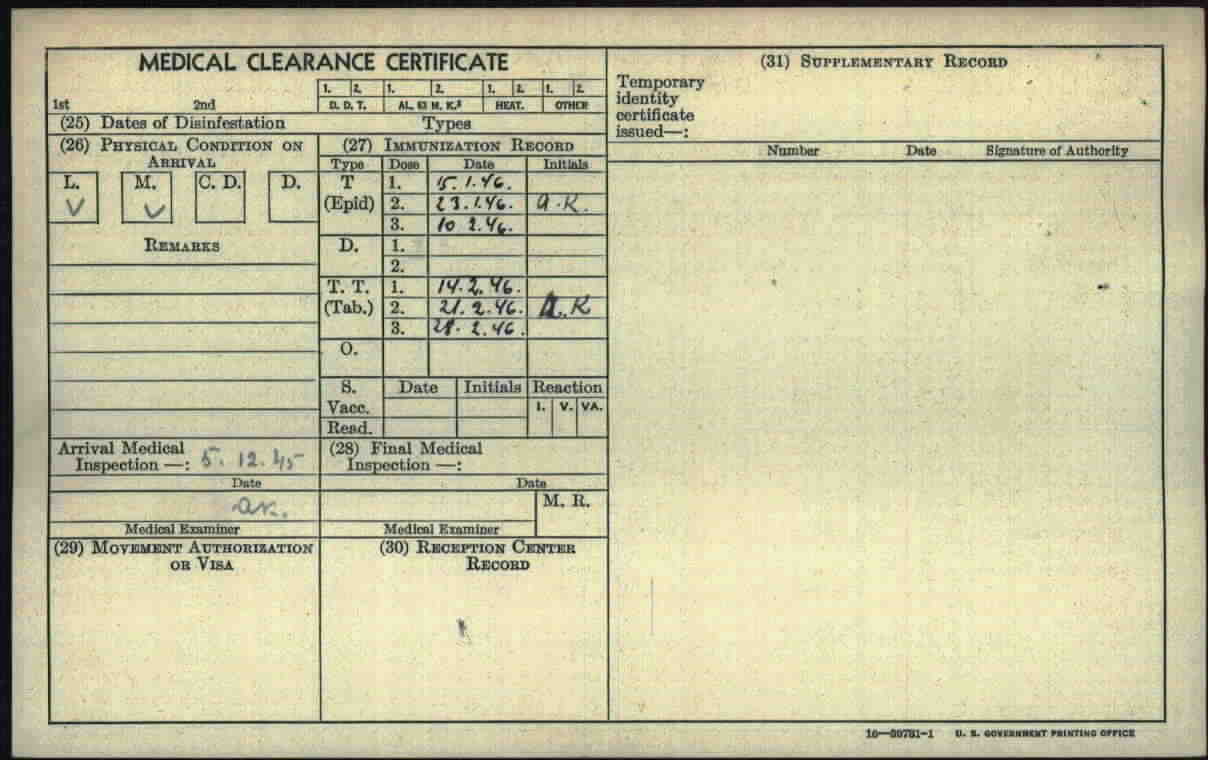 MEDICAL CLEARANCE CERTIFICATE
1. 2. 1. 2. 1. 2. 1. 2.
1st 2nd D. D. T. AL. 63 M. K.³ HEAT. OTHER
(25) Dates of Disinfestation Types
(26) PHYSICAL CONDITION ON
ARRIVAL
L. M. C. D. D.
V V
REMARKS
(27) IMMUNIZATION RECORD
Type Dose Date Initials
T 1. 15.1.46.
(Epid) 2. 23.1.46. a.K.
3. 10 2.46.
D. 1.
2.
T. T. 1. 14.2.46.
(Tab.) 2. 21.2.46. a.K
3. 28.2.46.
O.
S. Date Initials Reaction
Vacc. I. V. VA.
Read.
Arrival Medical
Inspection —: 5. 12. 45
Date
a.K.
Medical Examiner
(28) Final Medical
Inspection —:
Date
M. R.
Medical Examiner
(29) MOVEMENT AUTHORIZATION
OR VISA
(30) RECEPTION CENTER
RECORD
(31) SUPPLEMENTARY RECORD
Temporary
identity
certificate
issued—:
Number Date Signature of Authority
16—39781-1 U. S. GOVERNMENT PRINTING OFFICE